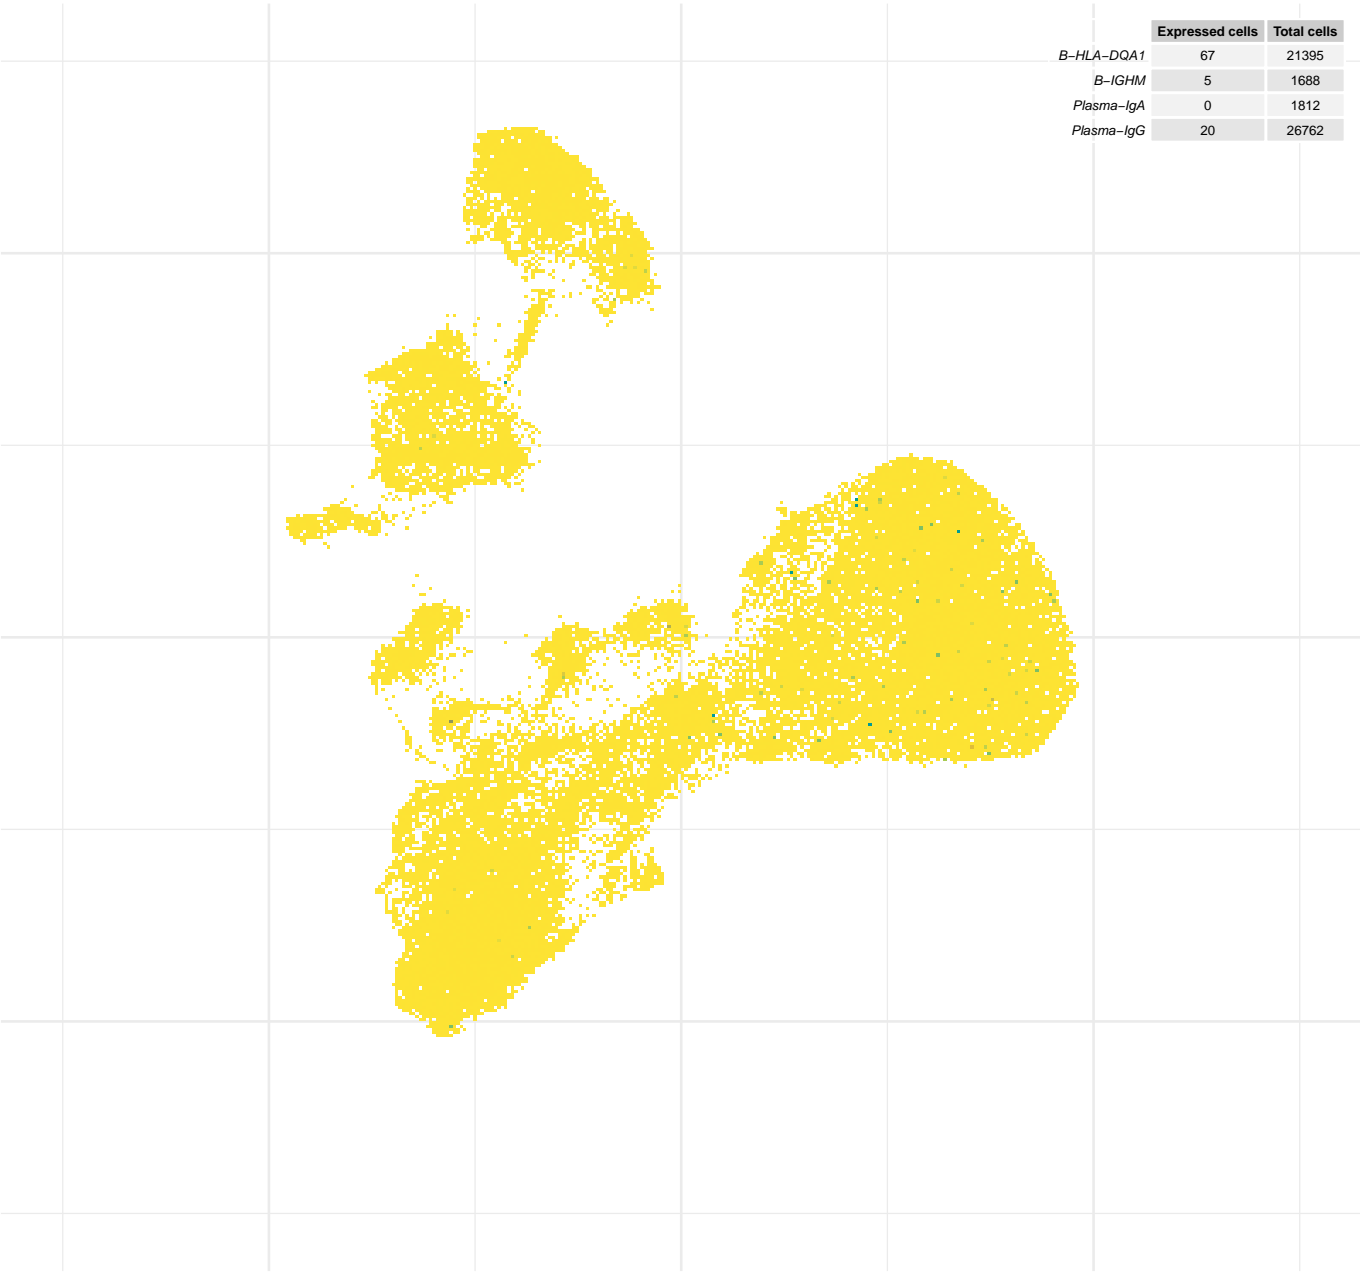 Expressed cells Total cells
B−HLA−DQA1 67 21395
B−IGHM 5 1688
Plasma−IgA 0 1812
Plasma−IgG 20 26762